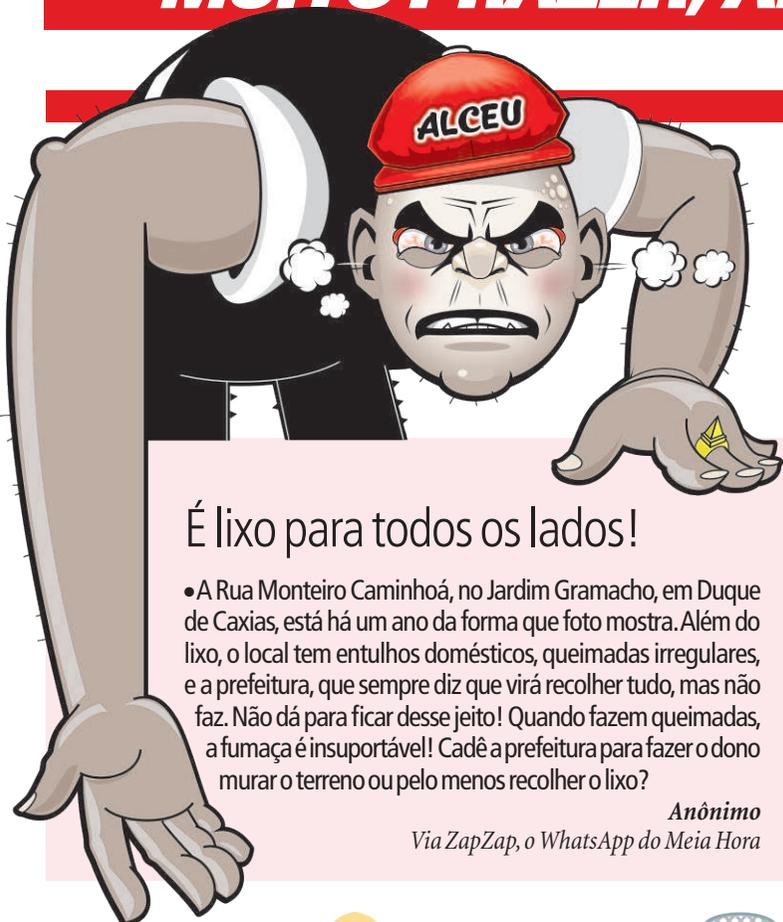 ALCEU
É lixo para todos os lados!
•A Rua Monteiro Caminhoá, no Jardim Gramacho, em Duque
de Caxias, está há um ano da forma que foto mostra. Além do
lixo, o local tem entulhos domésticos, queimadas irregulares,
e a prefeitura, que sempre diz que virá recolher tudo, mas não
faz. Não dá para ficar desse jeito! Quando fazem queimadas,
a fumaça é insuportável! Cadê a prefeitura para fazer o dono
murar o terreno ou pelo menos recolher o lixo?
Anônimo
Via ZapZap, o WhatsApp do Meia Hora